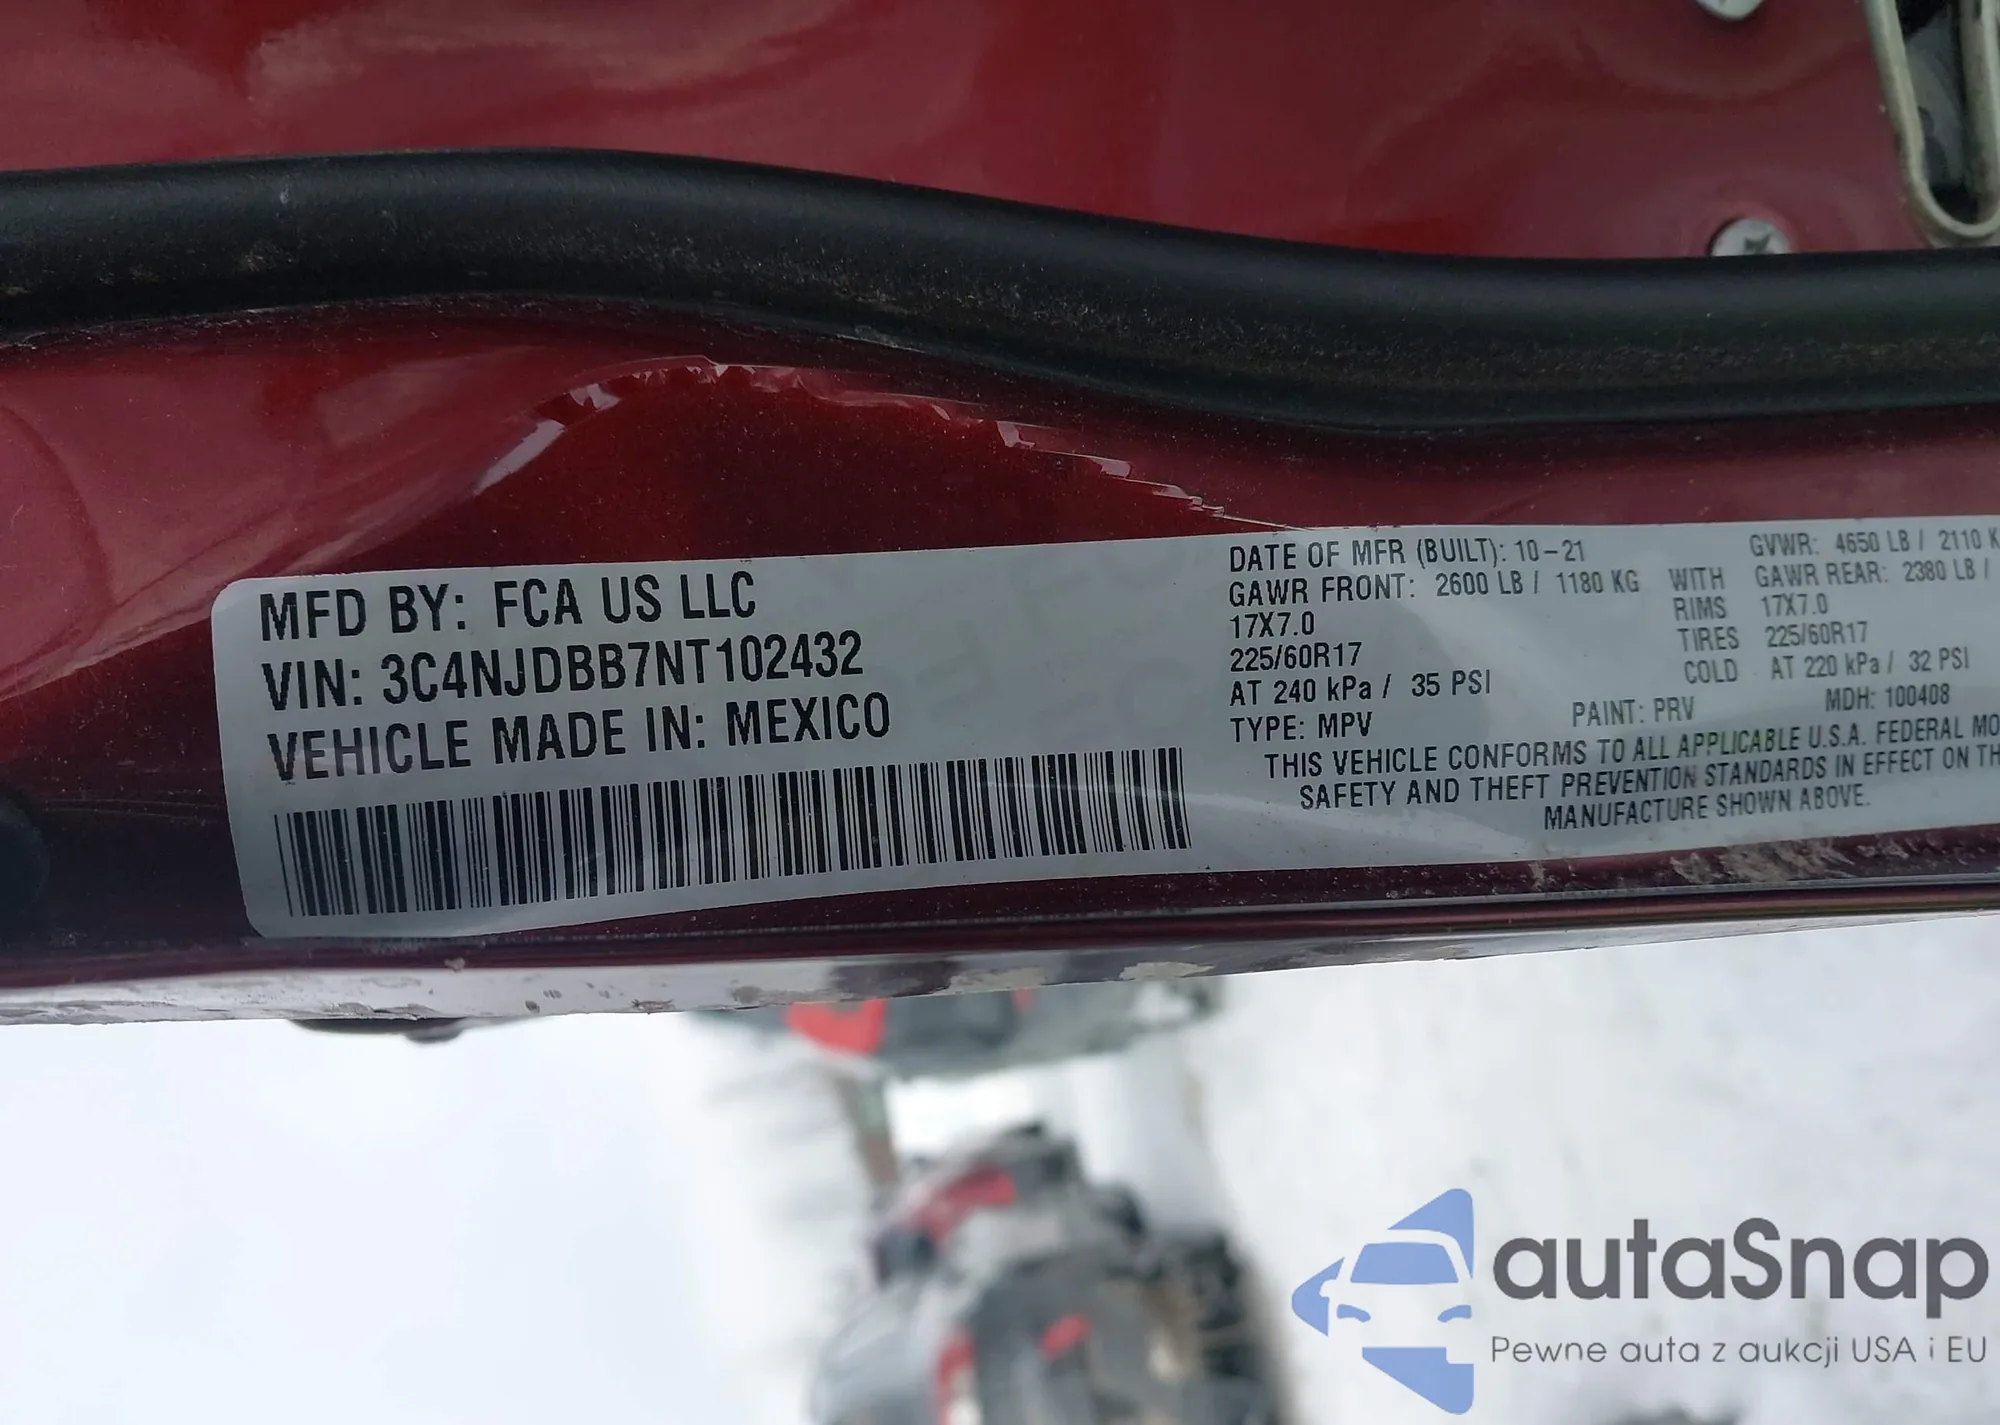 MFD BY: FCA US LLC
VIN: 3C4NJDBB7NT102432
VEHICLE MADE IN: MEXICO
DATE OF MFR (BUILT): 10-21 GVWR: 4650 LB / 2110 K
GAWR FRONT: 2600 LB / 1180 KG WITH GAWR REAR: 2380 LB /
17X7.0 RIMS 17X7.0
225/60R17 TIRES 225/60R17
AT 240 kPa / 35 PSI COLD AT 220 kPa / 32 PSI
TYPE: MPV PAINT: PRV MDH: 100408
THIS VEHICLE CONFORMS TO ALL APPLICABLE U.S.A. FEDERAL MO
SAFETY AND THEFT PREVENTION STANDARDS IN EFFECT ON TH
MANUFACTURE SHOWN ABOVE.
autaSnap
Pewne auta z aukcji USA i EU